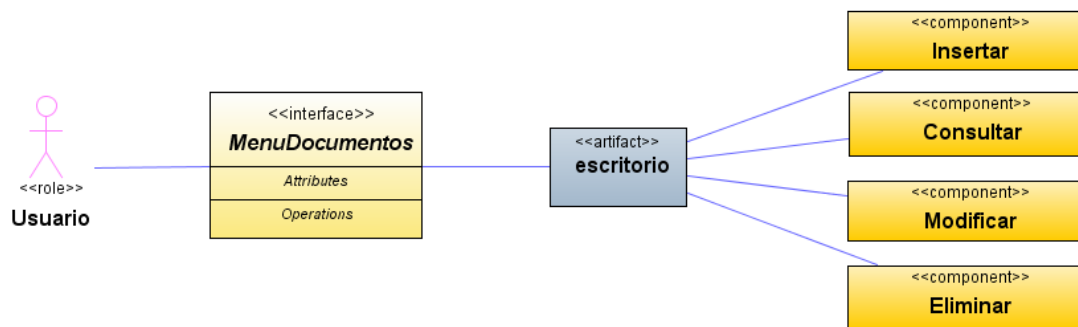 <<role>>
Usuario
<<interface>>
MenuDocumentos
Attributes
Operations
<<artifact>>
escritorio
<<component>>
Insertar
<<component>>
Consultar
<<component>>
Modificar
<<component>>
Eliminar